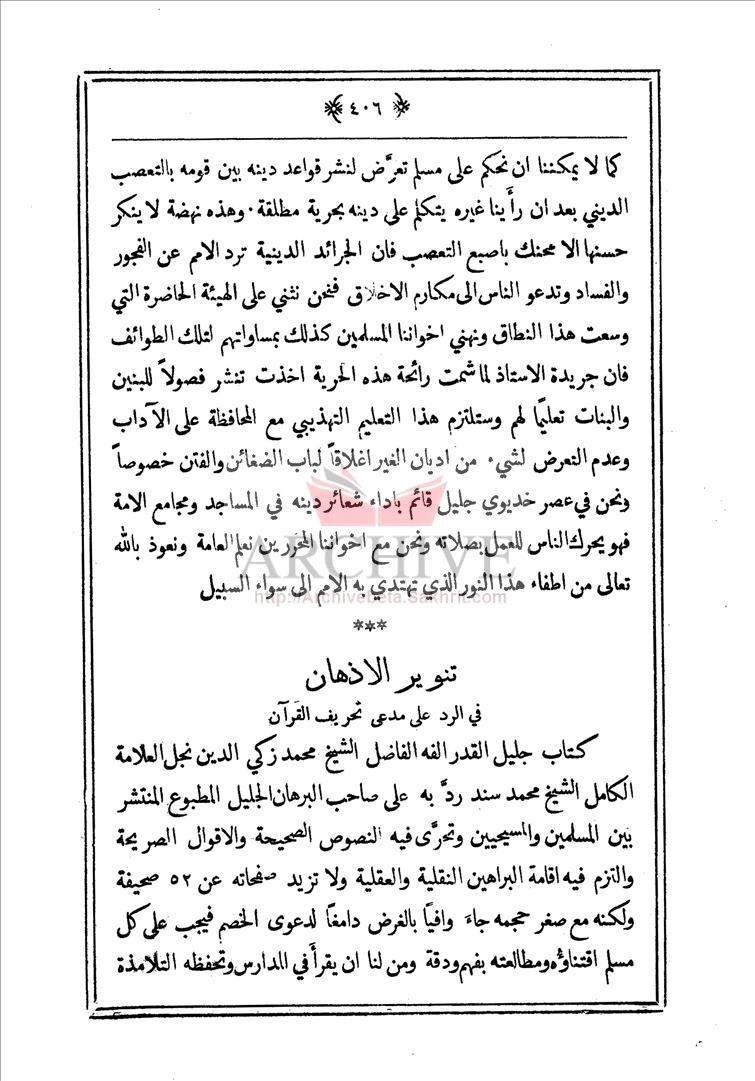 ٤٠٦
كما لا يمكننا ان نحكم على مسلم تعرَّض لنشر قواعد دينه بين قومه بالتعصب
الديني بعد ان رأينا غيره يتكلم على دينه بحرية مطلقة . وهذه نهضة لا ينكر
حسنها الا محنك باصبع التعصب فان الجرائد الدينية ترد الامم عن الفجور
والفساد وتدعو الناس الى مكارم الاخلاق فنحن نثني على الهيئة الحاضرة التي
وسعت هذا النطاق ونهني اخواننا المسلمين كذلك بمساواتهم لتلك الطوائف
فان جريدة الاستاذ لما شمت رائحة هذه الحرية اخذت تنشر فصولاً للبنين
والبنات تعليمًا لهم وستلتزم هذا التعليم التهذيبي مع المحافظة على الآداب
وعدم التعرض لشيء من اديان الغير اغلاقاً لباب الضغائن والفتن خصوصاً
ونحن في عصر خديوي جليل قائم باداء شعائر دينه في المساجد ومجامع الامة
فهو يحرك الناس للعمل بصلاته ونحن مع اخواننا المحررين نعلم العامة ونعوذ بالله
تعالى من اطفاء هذا النور الذي تهتدي به الامم الى سواء السبيل
ARCHIVE
http://Archivebeta.Sakhrit.com
***
تنوير الاذهان
في الرد على مدعى تحريف القرآن
كتاب جليل القدر الفه الفاضل الشيخ محمد زكي الدين نجل العلامة
الكامل الشيخ محمد سند ردَّ به على صاحب البرهان الجليل المطبوع المنتشر
بين المسلمين والمسيحيين وتحرَّى فيه النصوص الصحيحة والاقوال الصريحة
والتزم فيه اقامة البراهين النقلية والعقلية ولا تزيد صفحاته عن ٥٢ صحيفة
ولكنه مع صغر حجمه جاءَ وافيًا بالغرض دامغًا لدعوى الخصم فيجب على كل
مسلم اقتناؤه ومطالعته بفهم ودقة ومن لنا ان يقرأ في المدارس وتحفظه التلامذة